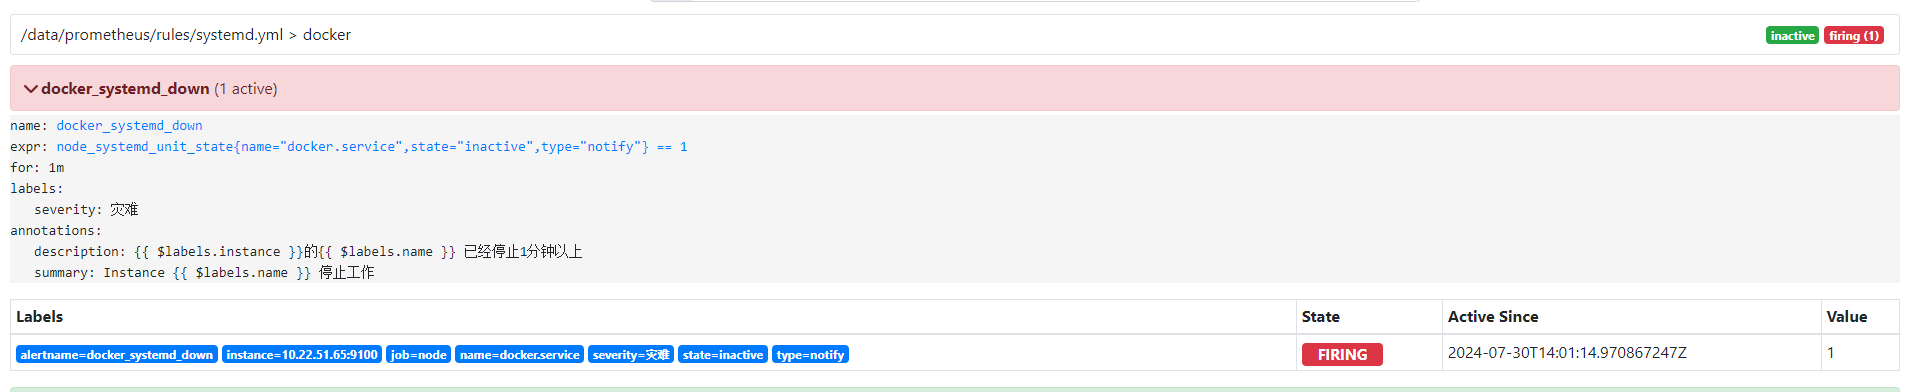 /data/prometheus/rules/systemd.yml > docker inactive firing (1)
docker_systemd_down (1 active)
name: docker_systemd_down
expr: node_systemd_unit_state{name="docker.service",state="inactive",type="notify"} == 1
for: 1m
labels:
severity: 灾难
annotations:
description: {{ $labels.instance }}的{{ $labels.name }} 已经停止1分钟以上
summary: Instance {{ $labels.name }} 停止工作
Labels State Active Since Value
alertname=docker_systemd_down instance=10.22.51.65:9100 job=node name=docker.service severity=灾难 state=inactive type=notify FIRING 2024-07-30T14:01:14.970867247Z 1